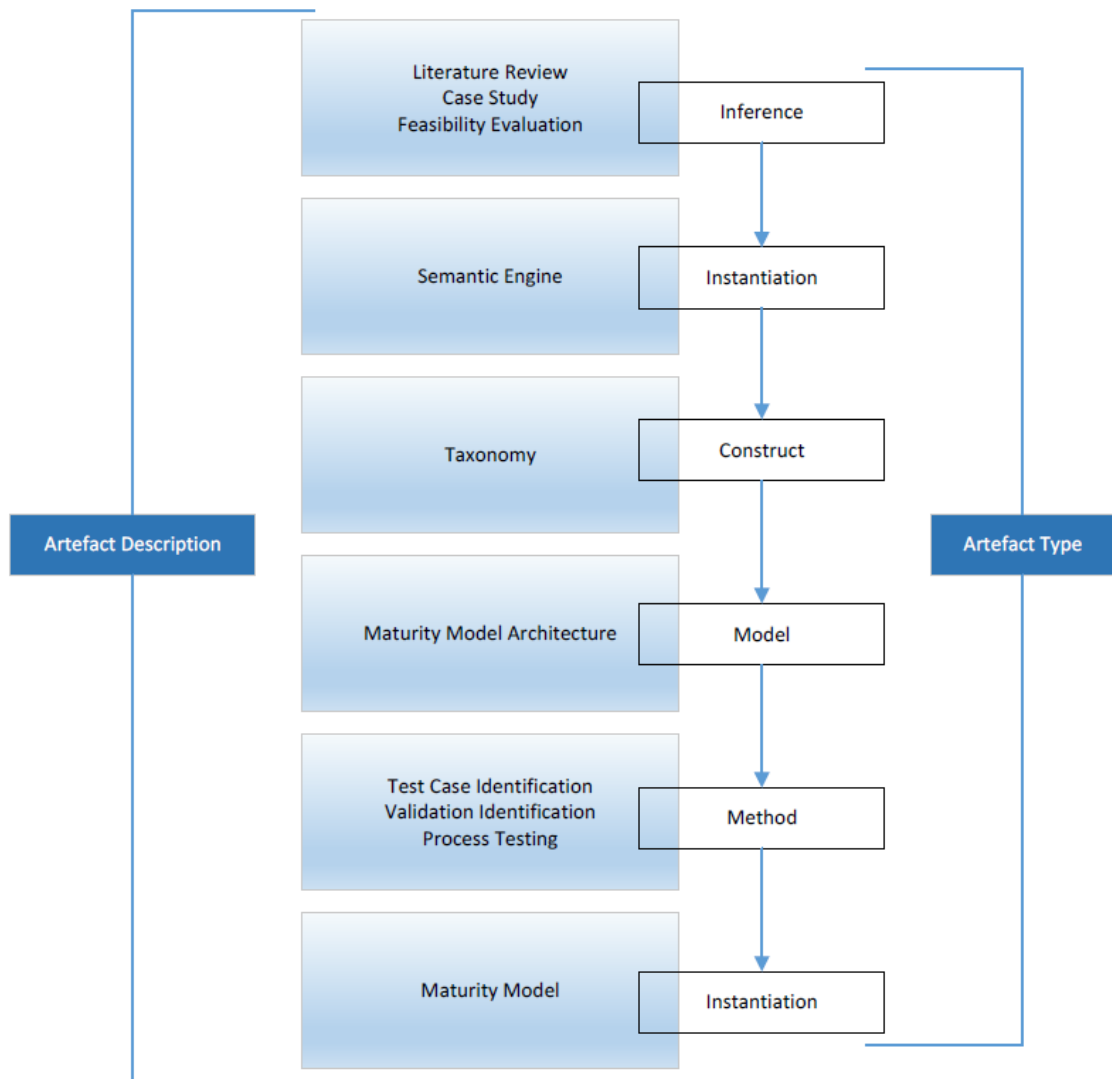 Literature Review
Case Study
Feasibility Evaluation
Inference
Semantic Engine
Instantiation
Taxonomy
Construct
Artefact Description
Artefact Type
Maturity Model Architecture
Model
Test Case Identification
Validation Identification
Process Testing
Method
Maturity Model
Instantiation